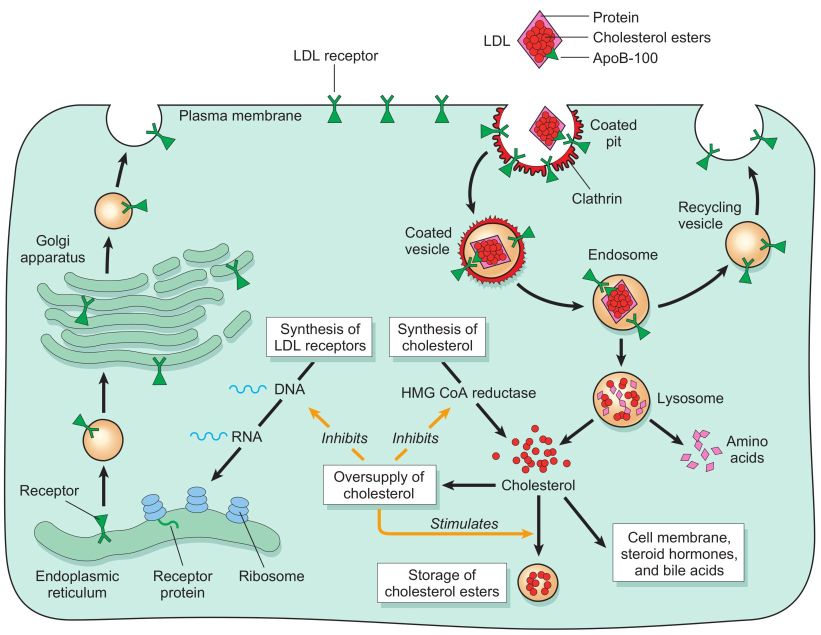 Protein
LDL
Cholesterol esters
ApoB-100
LDL receptor
Plasma membrane
Coated
pit
Clathrin
Golgi
apparatus
Coated
vesicle
Recycling
vesicle
Endosome
Synthesis of
LDL receptors
Synthesis of
cholesterol
DNA
HMG CoA reductase
Lysosome
RNA
Inhibits
Inhibits
Amino
acids
Oversupply of
cholesterol
Cholesterol
Receptor
Stimulates
Cell membrane,
steroid hormones,
and bile acids
Endoplasmic
reticulum
Receptor
protein
Ribosome
Storage of
cholesterol esters